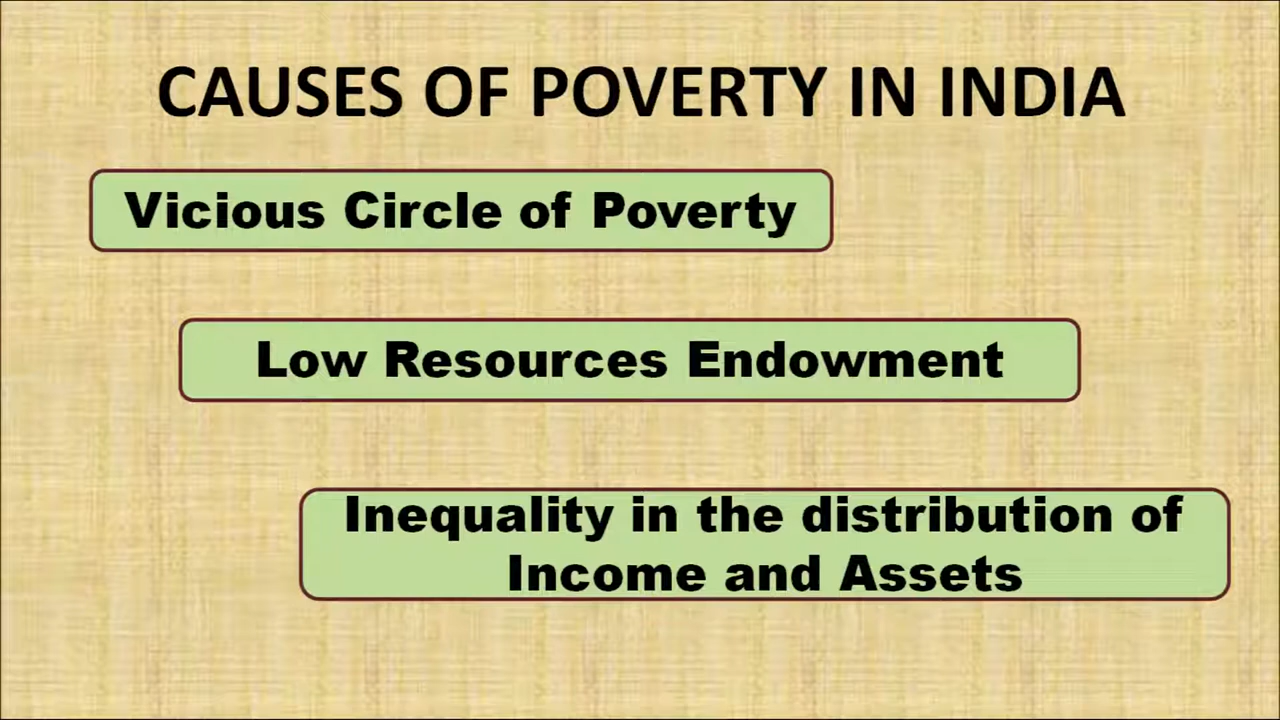 CAUSES OF POVERTY IN INDIA
Vicious Circle of Poverty
Low Resources Endowment
Inequality in the distribution of
Income and Assets